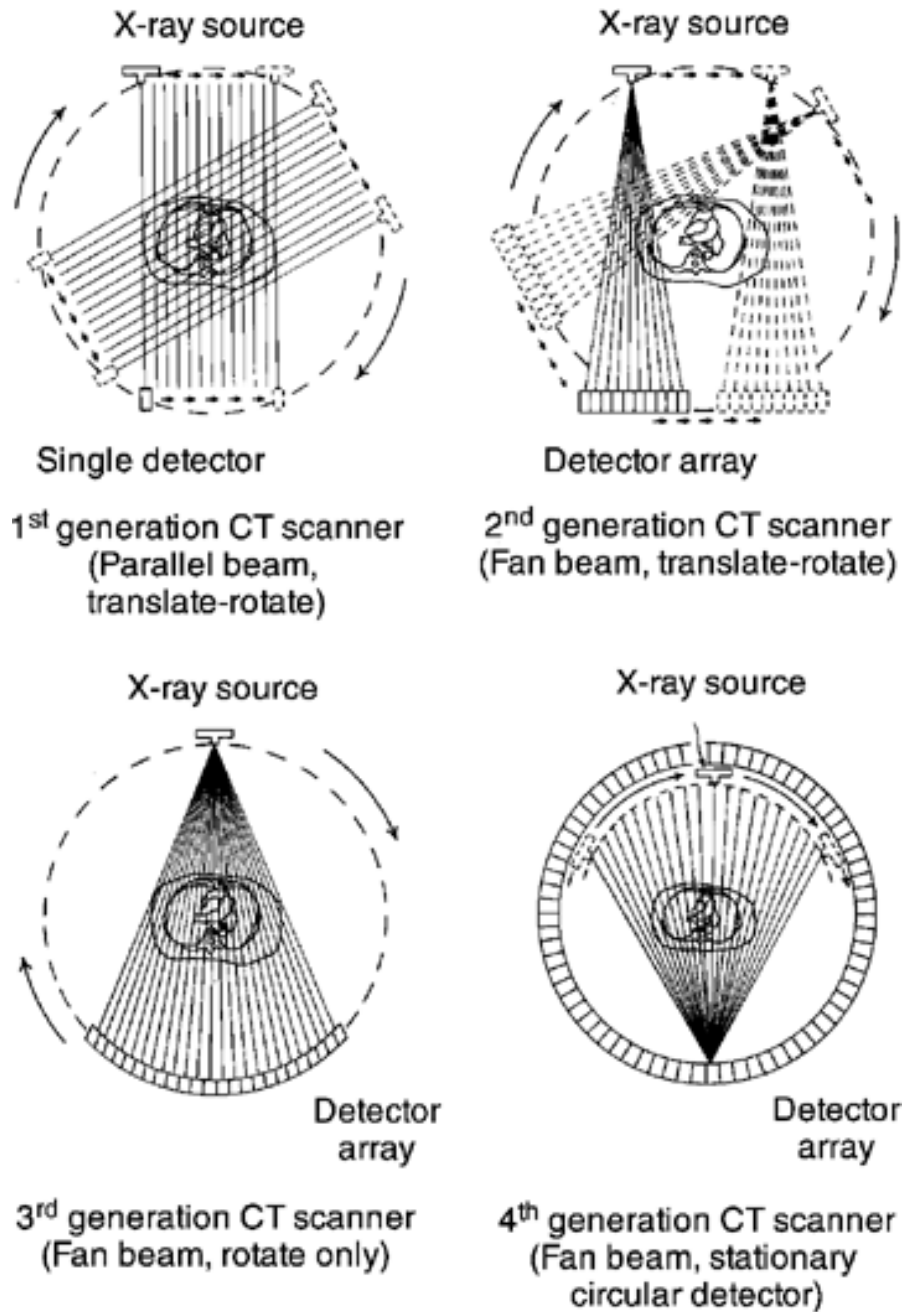 X-ray source
X-ray source
Single detector
Detector array
1st generation CT scanner
(Parallel beam,
translate-rotate)
2nd generation CT scanner
(Fan beam, translate-rotate)
X-ray source
X-ray source
Detector
array
Detector
array
3rd generation CT scanner
(Fan beam, rotate only)
4th generation CT scanner
(Fan beam, stationary
circular detector)